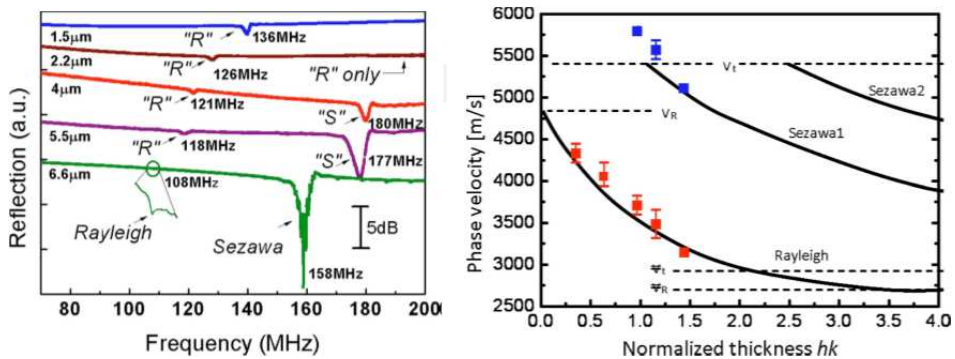 1.5μm
"R"
136MHz
2.2μm
"R"
126MHz
"R" only
4μm
"R"
121MHz
"S"
180MHz
5.5μm
"R"
118MHz
"S"
177MHz
6.6μm
108MHz
Rayleigh
Sezawa
5dB
158MHz
Reflection (a.u.)
80 100 120 140 160 180 200
Frequency (MHz)
6000
5500
5000
4500
4000
3500
3000
2500
Phase velocity [m/s]
Vt
VR
Sezawa2
Sezawa1
Rayleigh
t
R
0.0 0.5 1.0 1.5 2.0 2.5 3.0 3.5 4.0
Normalized thickness hk